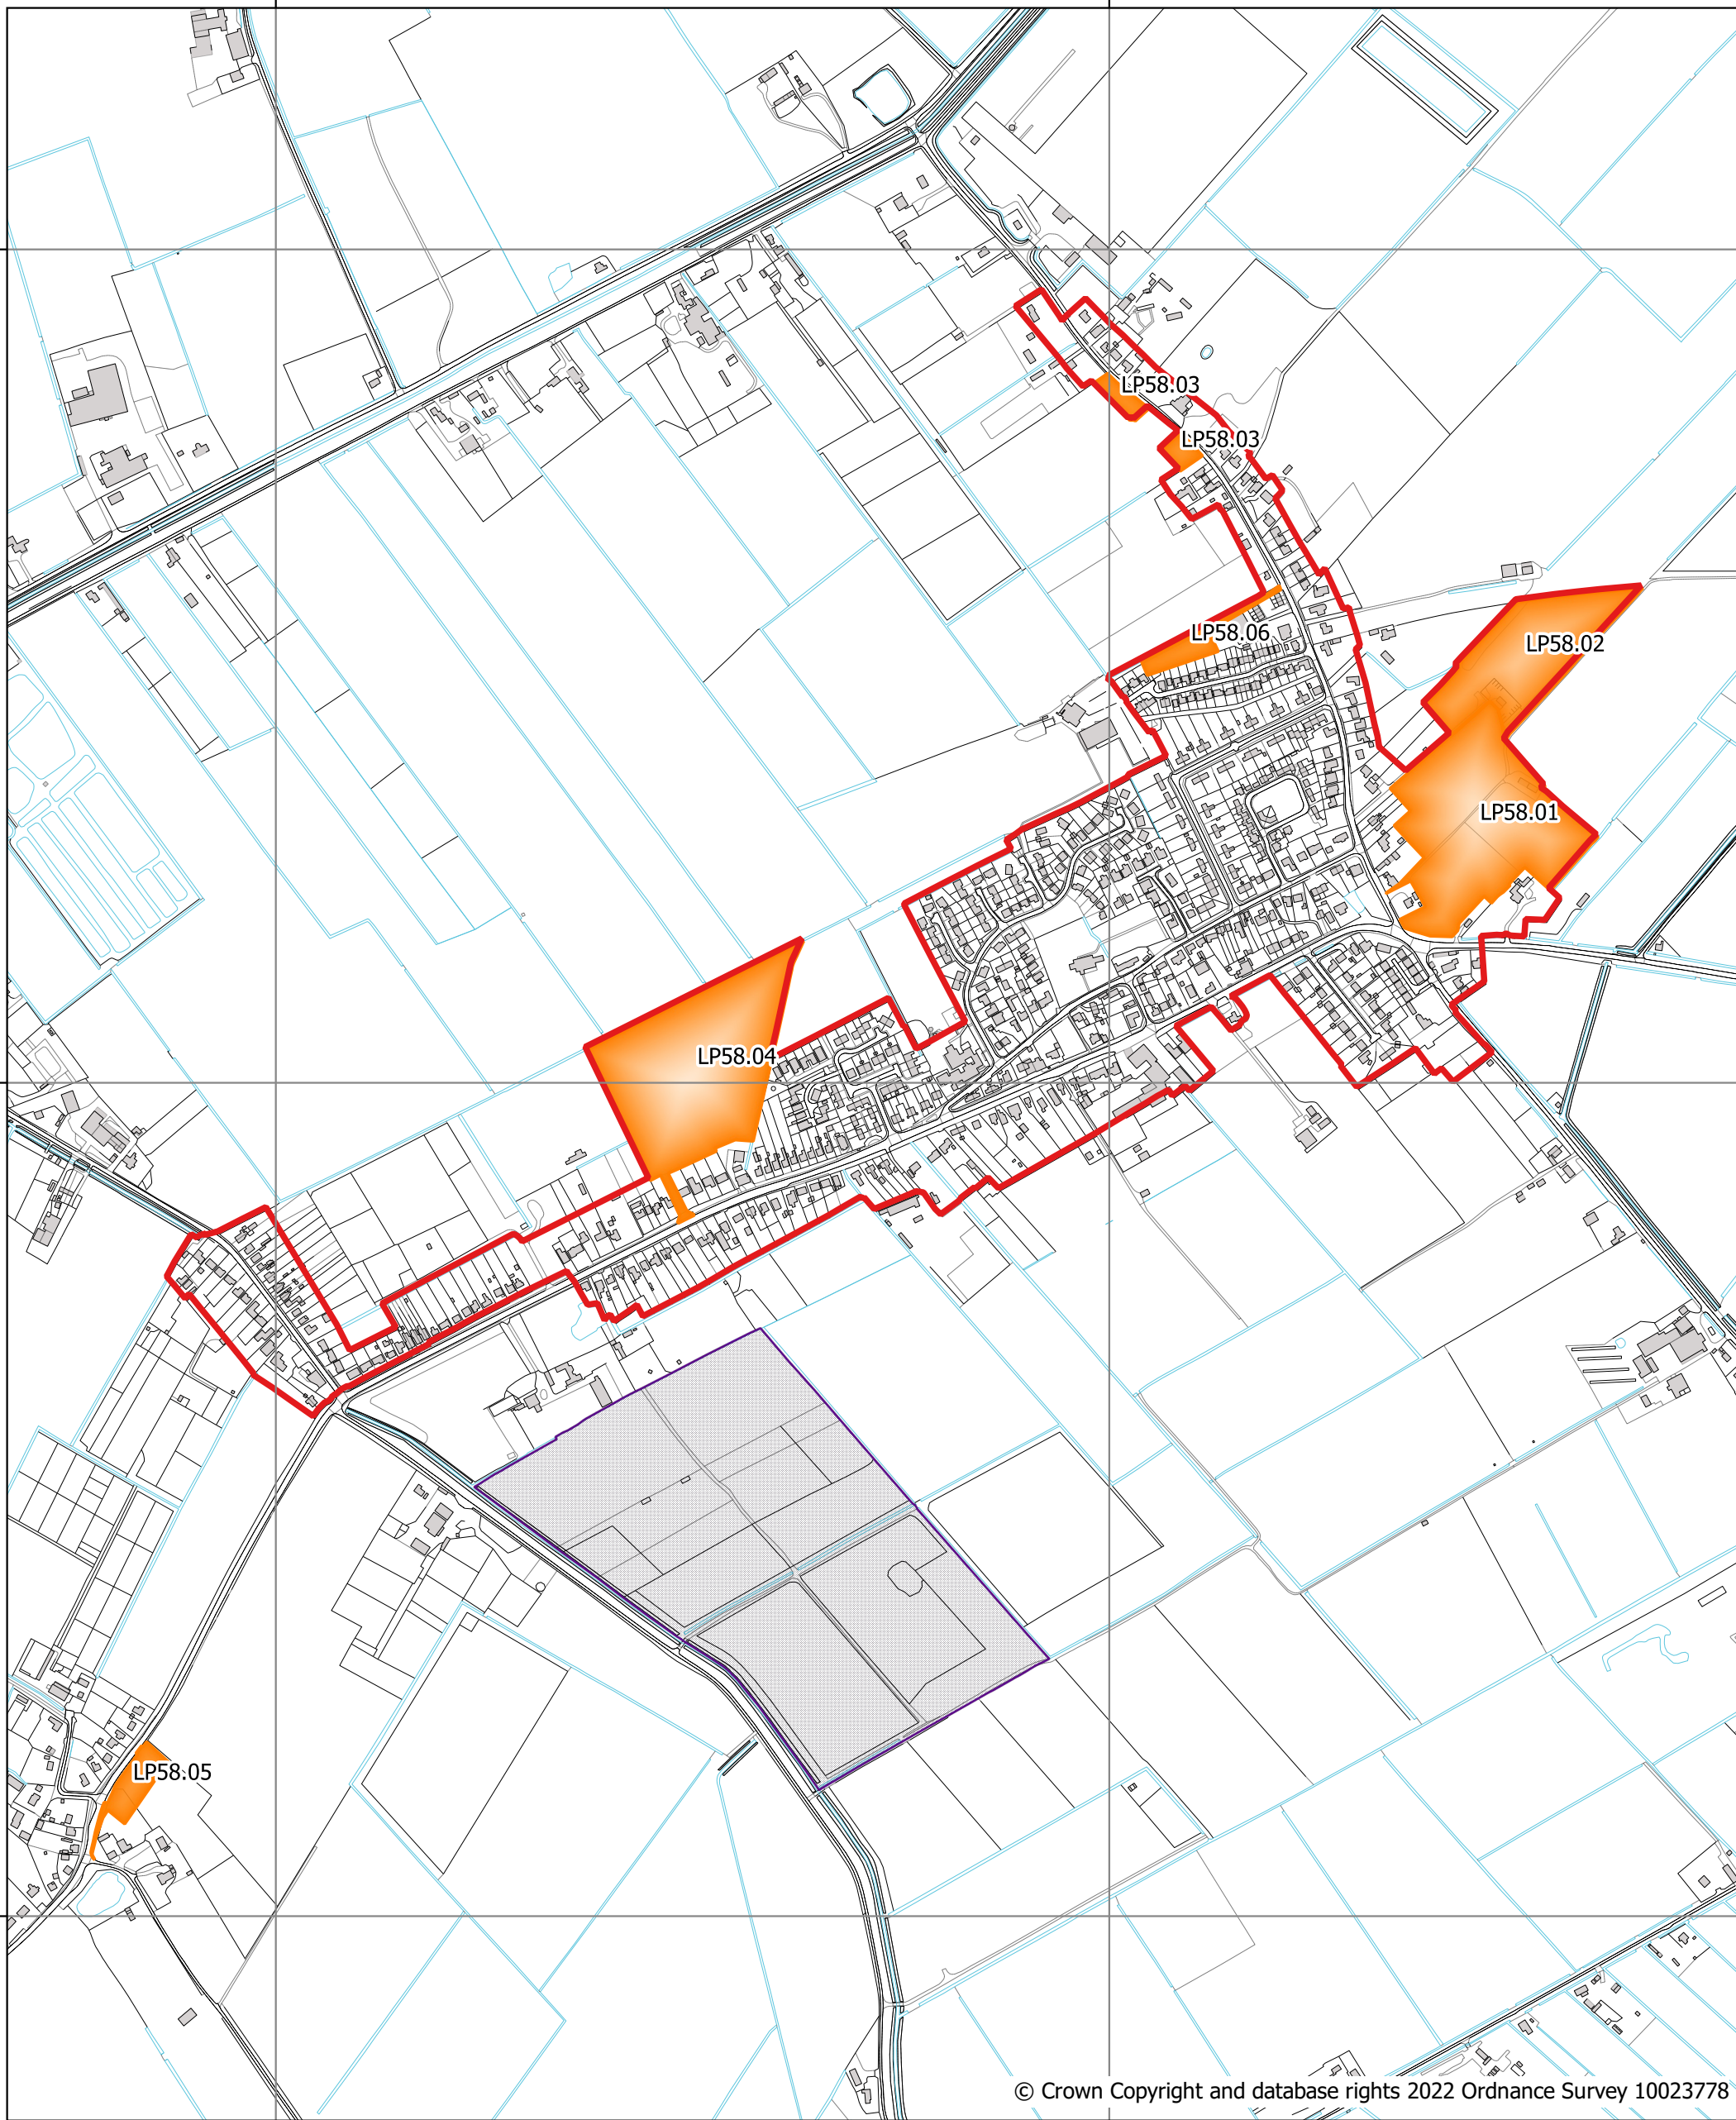 LP58.03
LP58.03
LP58.06
LP58.02
LP58.01
LP58.04
LP58.05
© Crown Copyright and database rights 2022 Ordnance Survey 10023778